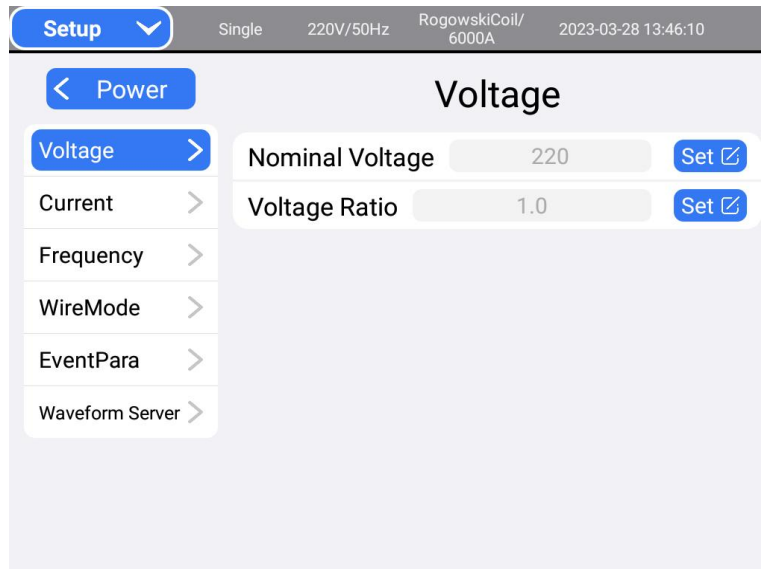 Setup
Single
220V/50Hz
RogowskiCoil/
6000A
2023-03-28 13:46:10
Power
Voltage
Voltage
Current
Frequency
WireMode
EventPara
Waveform Server
Nominal Voltage 220 Set
Voltage Ratio 1.0 Set